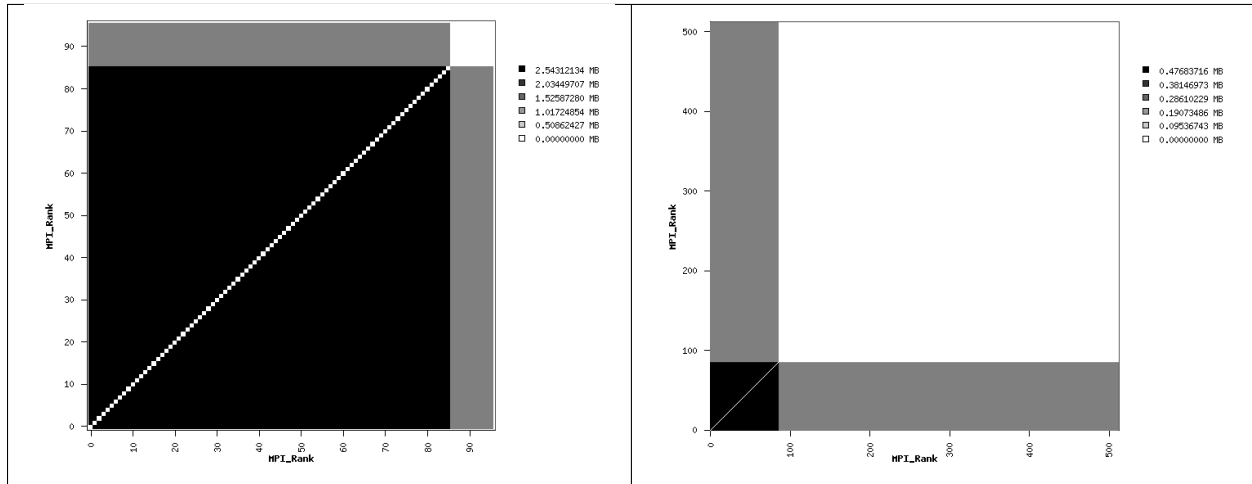 90
80
70
60
50
40
30
20
10
0
MPI_Rank
0 10 20 30 40 50 60 70 80 90
MPI_Rank
2.54312134 MB
2.03449707 MB
1.52587280 MB
1.01724854 MB
0.50862427 MB
0.00000000 MB
500
400
300
200
100
0
MPI_Rank
0 100 200 300 400 500
MPI_Rank
0.47683716 MB
0.38146973 MB
0.28610229 MB
0.19073486 MB
0.09536743 MB
0.00000000 MB